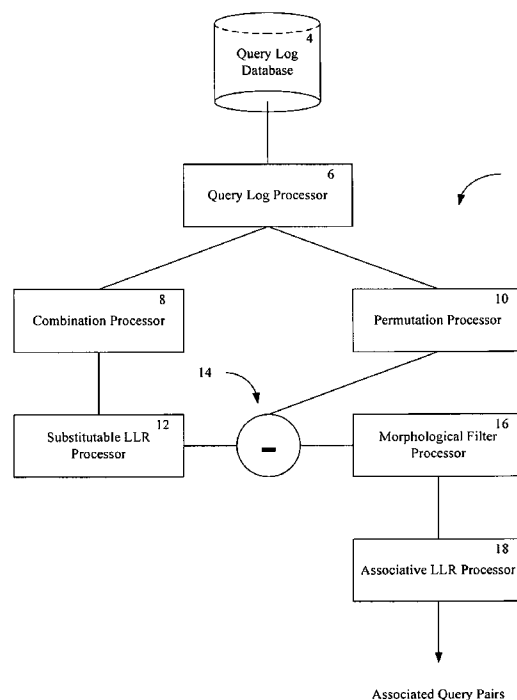 4
Query Log
Database
6
Query Log Processor
8
Combination Processor
10
Permutation Processor
14
12
Substitutable LLR
Processor
-
16
Morphological Filter
Processor
18
Associative LLR Processor
Associated Query Pairs